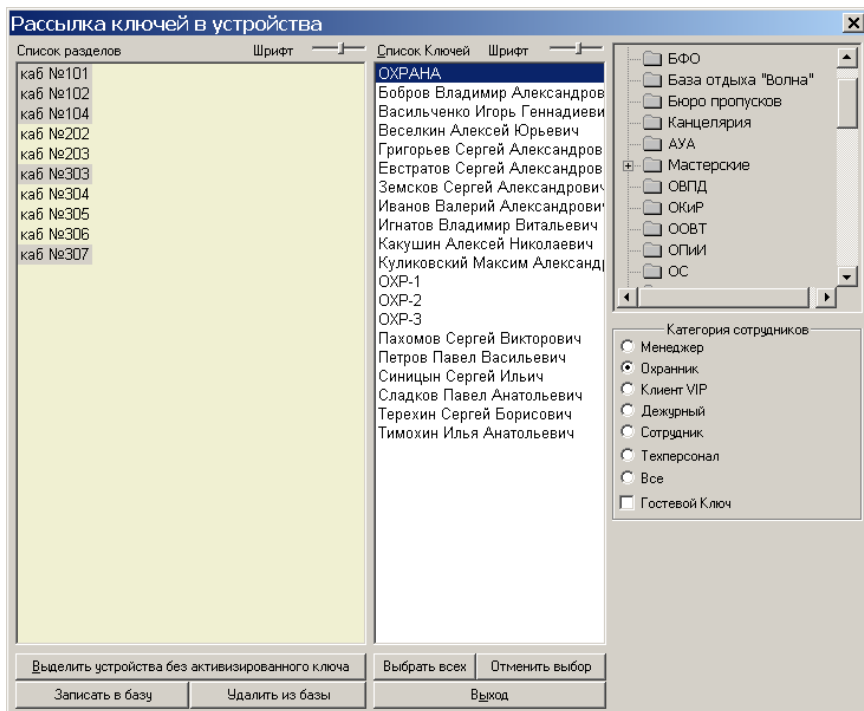 Рассылка ключей в устройства
Список разделов Шрифт
каб №101
каб №102
каб №104
каб №202
каб №203
каб №303
каб №304
каб №305
каб №306
каб №307
Список Ключей Шрифт
ОХРАНА
Бобров Владимир Александров
Васильченко Игорь Геннадиеви
Веселкин Алексей Юрьевич
Григорьев Сергей Александров
Евстратов Сергей Александров
Земсков Сергей Александрович
Иванов Валерий Александрови
Игнатов Владимир Витальевич
Какушин Алексей Николаевич
Куликовский Максим Александ
ОХР-1
ОХР-2
ОХР-3
Пахомов Сергей Викторович
Петров Павел Васильевич
Синицын Сергей Ильич
Сладков Павел Анатольевич
Терехин Сергей Борисович
Тимохин Илья Анатольевич
БФО
База отдыха "Волна"
Бюро пропусков
Канцелярия
АУА
Мастерские
ОВПД
ОКиР
ООВТ
ОПиИ
ОС
Категория сотрудников
Менеджер
Охранник
Клиент VIP
Дежурный
Сотрудник
Техперсонал
Все
Гостевой Ключ
Выделить устройства без активизированного ключа
Записать в базу Удалить из базы
Выбрать всех Отменить выбор
Выход